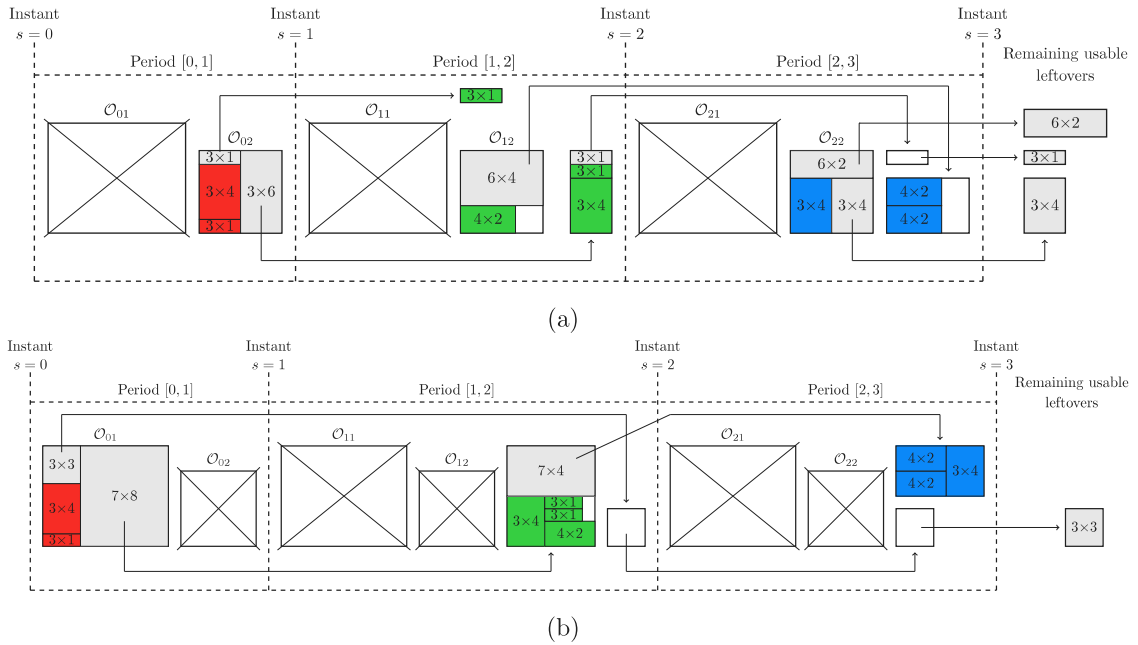 Instant
s = 0
Instant
s = 1
Instant
s = 2
Instant
s = 3
Period [0, 1]
Period [1, 2]
Period [2, 3]
Remaining usable
leftovers
O₀₁
O₀₂
3×1
3×4
3×6
3×1
3×1
O₁₁
O₁₂
6×4
4×2
3×1
3×1
3×4
O₂₁
O₂₂
6×2
3×4
3×4
4×2
4×2
6×2
3×1
3×4
(a)
Instant
s = 0
Instant
s = 1
Instant
s = 2
Instant
s = 3
Period [0, 1]
Period [1, 2]
Period [2, 3]
Remaining usable
leftovers
O₀₁
3×3
3×4
3×1
7×8
O₀₂
O₁₁
O₁₂
7×4
3×4
3×1
3×1
4×2
O₂₁
O₂₂
4×2
4×2
3×4
3×3
(b)